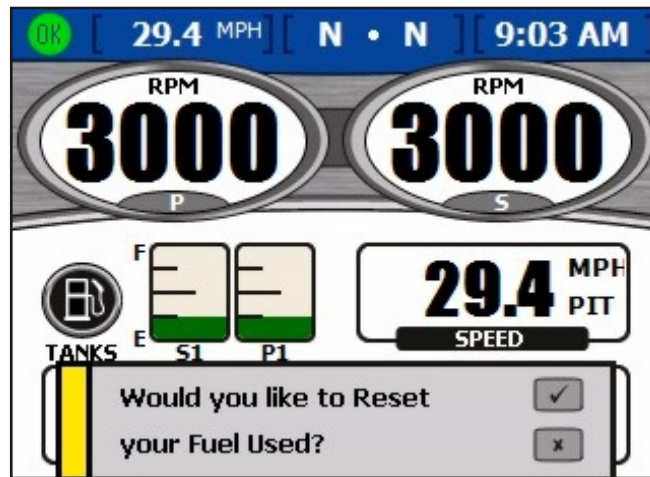 OK [ 29.4 MPH ] [ N • N ] [ 9:03 AM ]
RPM RPM
3000 3000
P S
F
E
TANKS S1 P1
29.4 MPH
PIT
SPEED
Would you like to Reset
your Fuel Used?